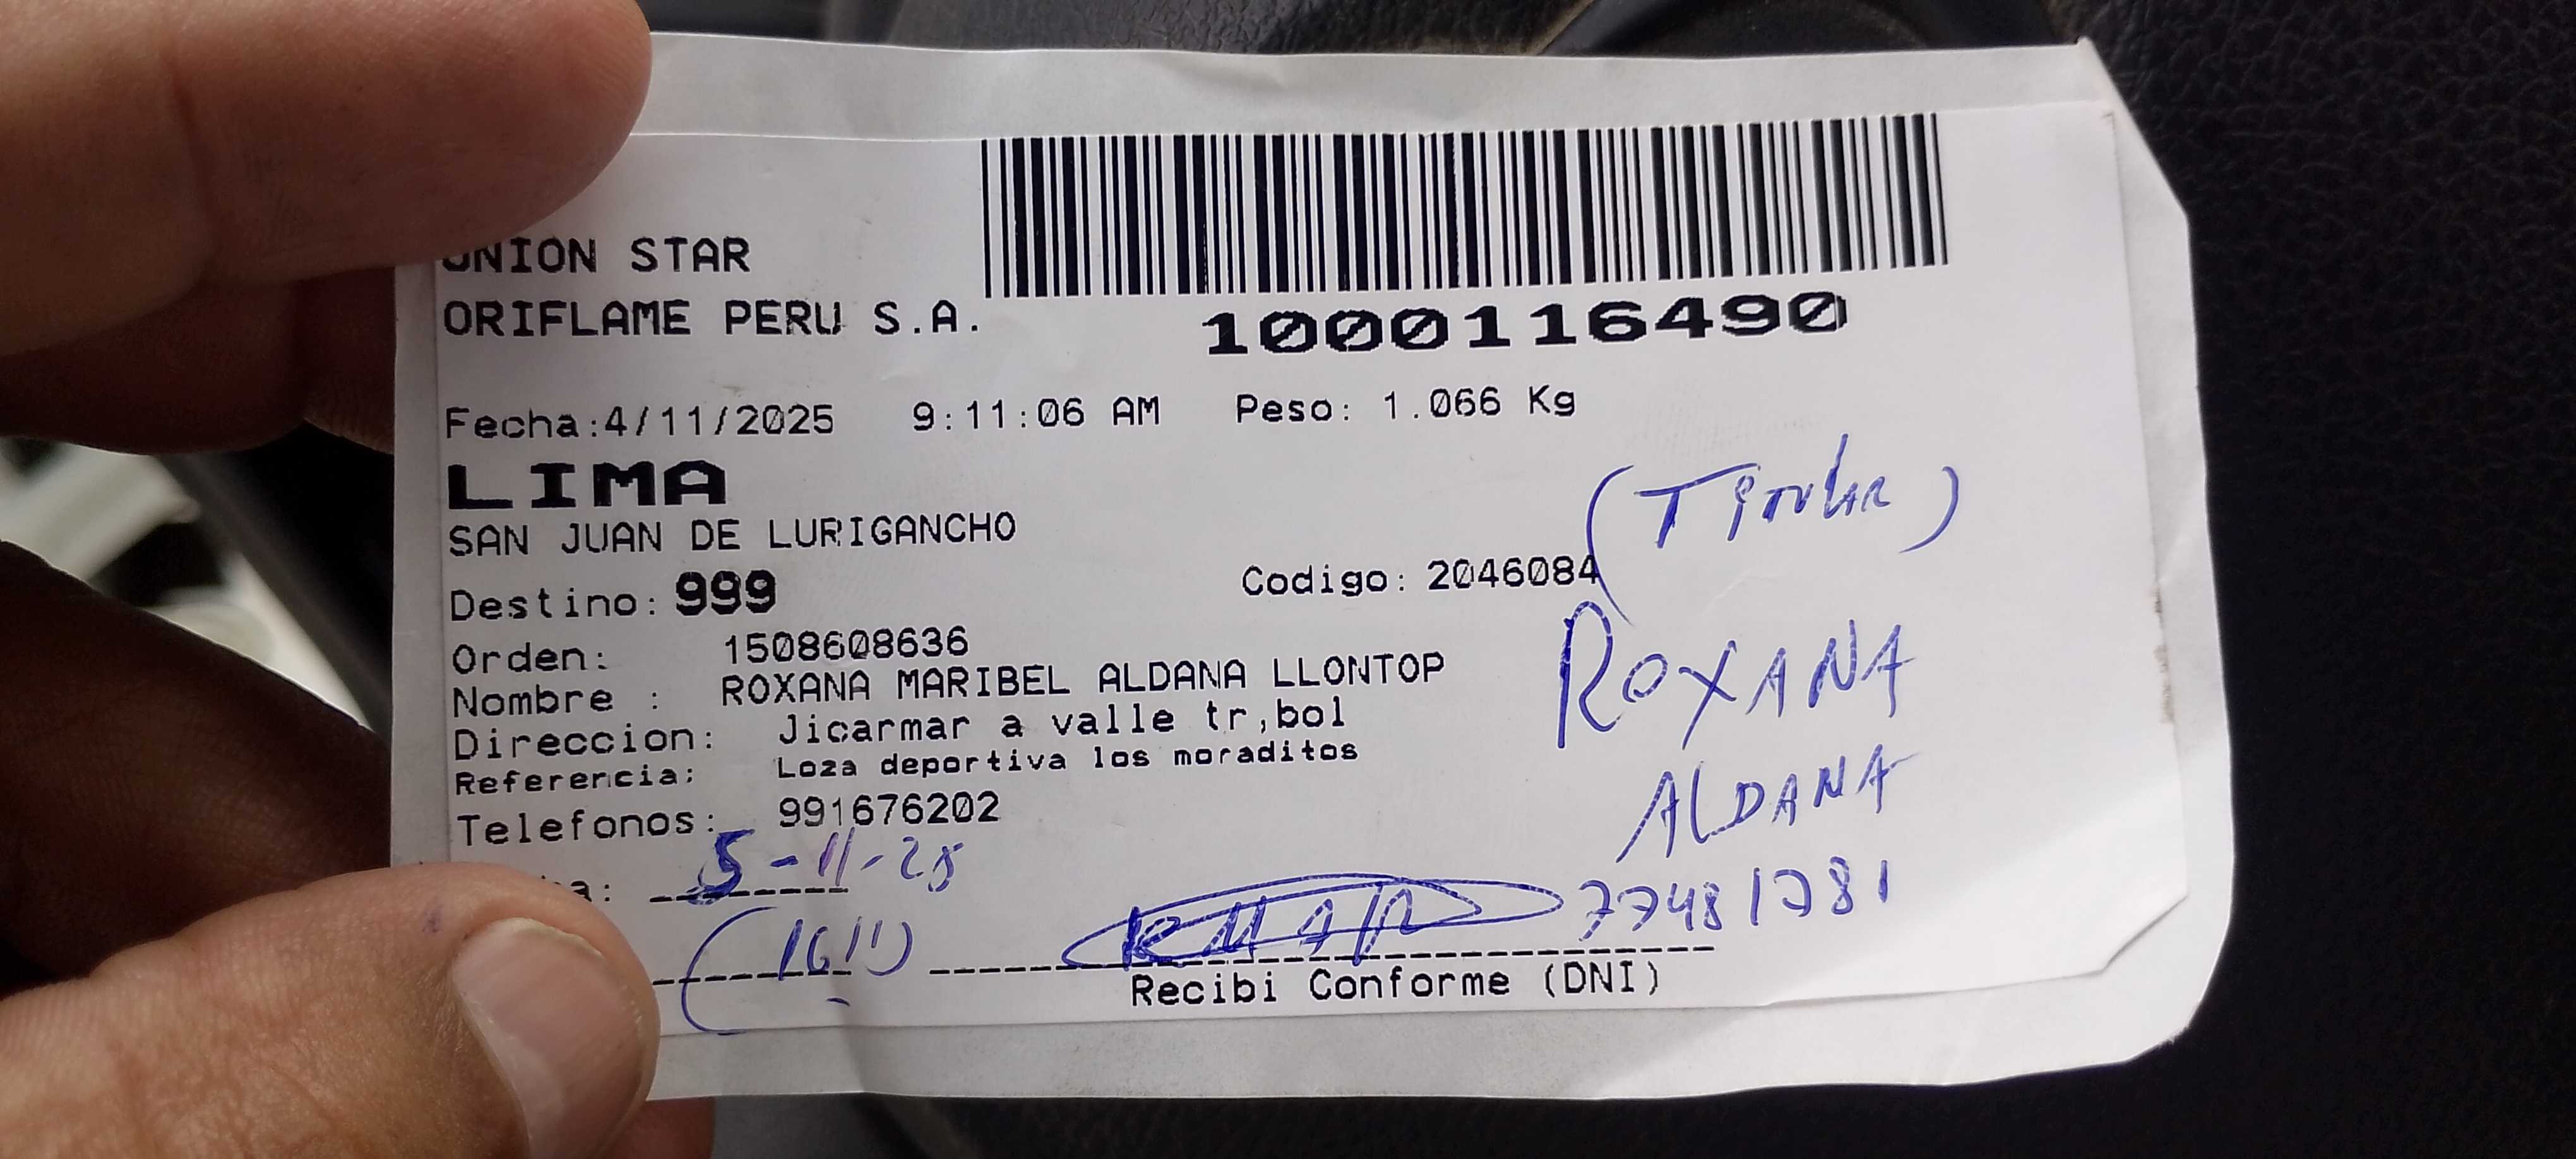 UNION STAR
ORIFLAME PERU S.A.
1000116490
Fecha:4/11/2025 9:11:06 AM Peso: 1.066 Kg
LIMA
SAN JUAN DE LURIGANCHO
(Titular)
Destino: 999 Codigo: 2046084
Orden: 1508608636
Nombre : ROXANA MARIBEL ALDANA LLONTOP
ROXANA
Direccion: Jicarmar a valle tr,bol
Referencia: Loza deportiva los moraditos
ALDANA
Telefonos: 991676202
a: 5-11-25
77481781
Recibi Conforme (DNI)